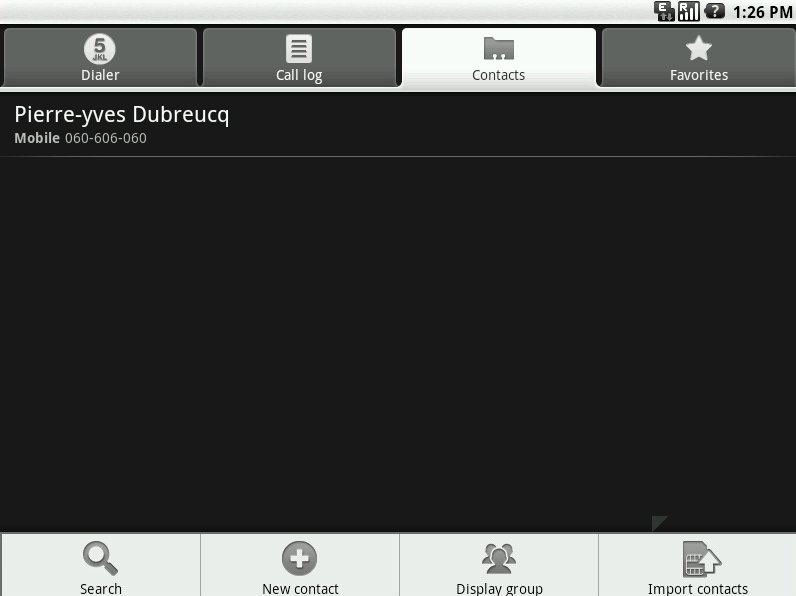 E R ? 1:26 PM
5
JKL
Dialer
Call log
Contacts
Favorites
Pierre-yves Dubreucq
Mobile 060-606-060
Search
New contact
Display group
Import contacts